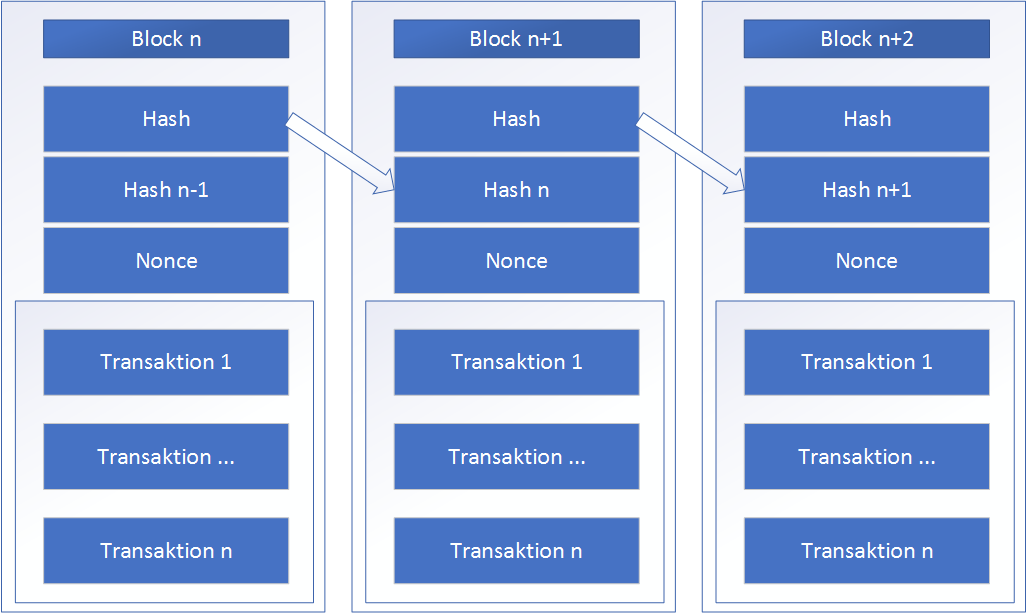 Block n
Hash
Hash n-1
Nonce
Transaktion 1
Transaktion ...
Transaktion n
Block n+1
Hash
Hash n
Nonce
Transaktion 1
Transaktion ...
Transaktion n
Block n+2
Hash
Hash n+1
Nonce
Transaktion 1
Transaktion ...
Transaktion n